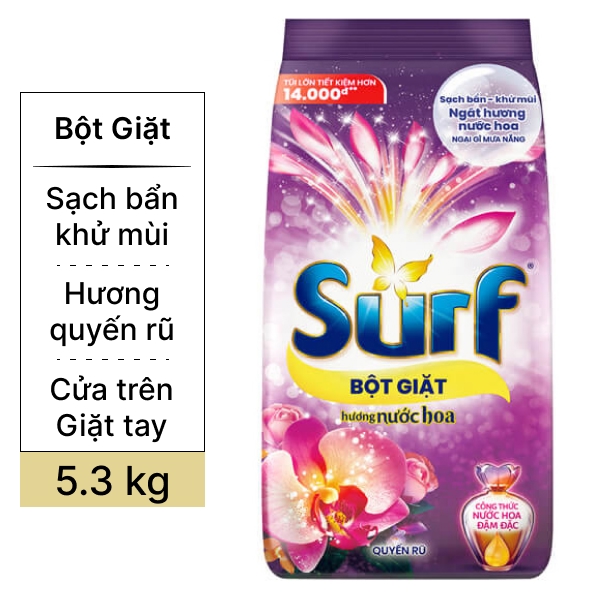 Bột Giặt
Sạch bẩn
khử mùi
Hương
quyến rũ
Cửa trên
Giặt tay
5.3 kg
TÚI LỚN TIẾT KIỆM HƠN
14.000đ**
Sạch bẩn - khử mùi
Ngát hương
nước hoa
NGẠI GÌ MƯA NẮNG
Surf®
BỘT GIẶT
hương nước hoa
CÔNG THỨC
NƯỚC HOA
ĐẬM ĐẶC
QUYẾN RŨ